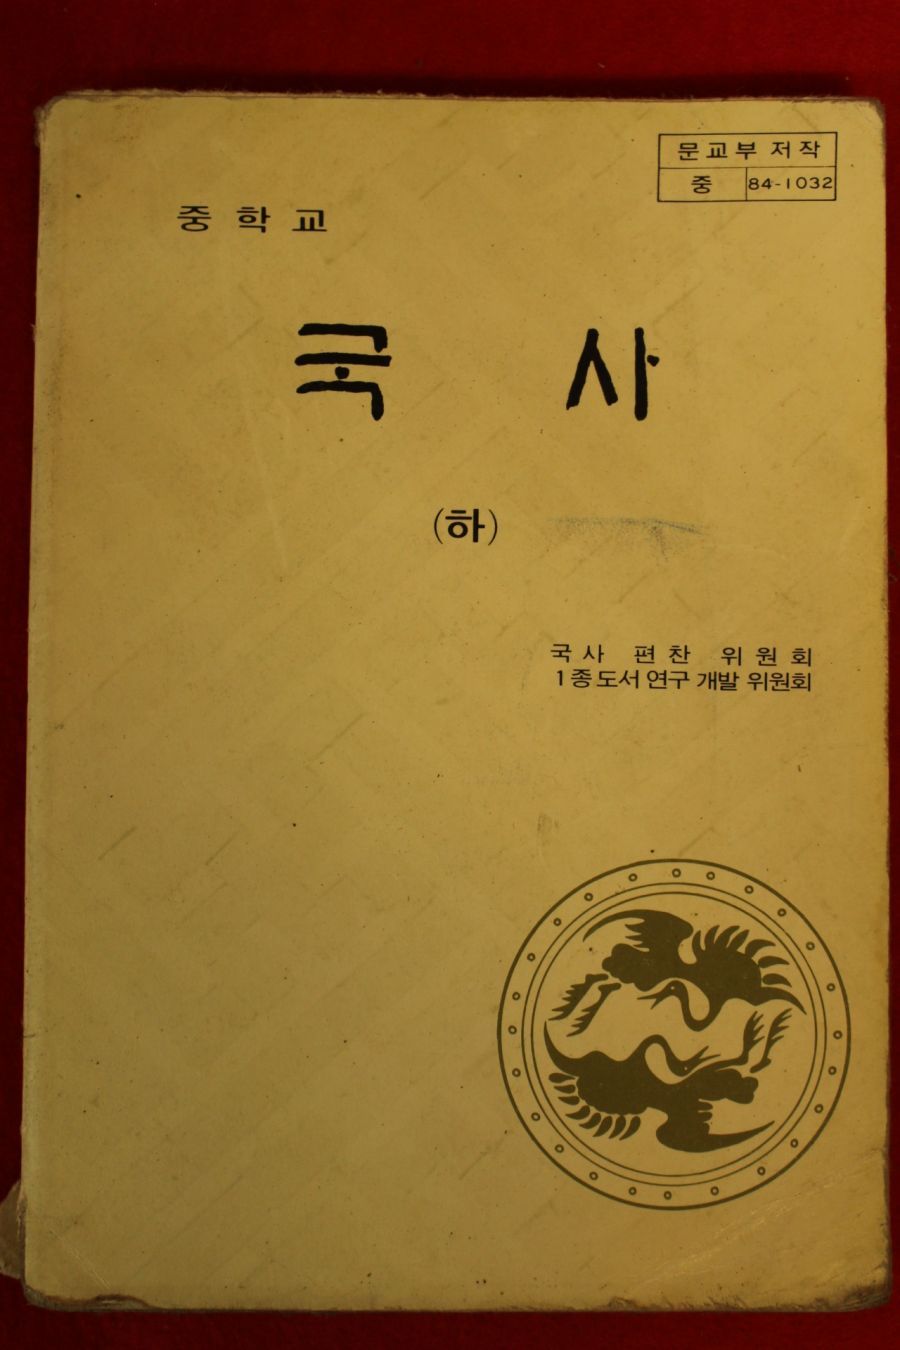 문교부 저작
중 84-1032
중학교
국사
(하)
국사 편찬 위원회
1종 도서 연구 개발 위원회